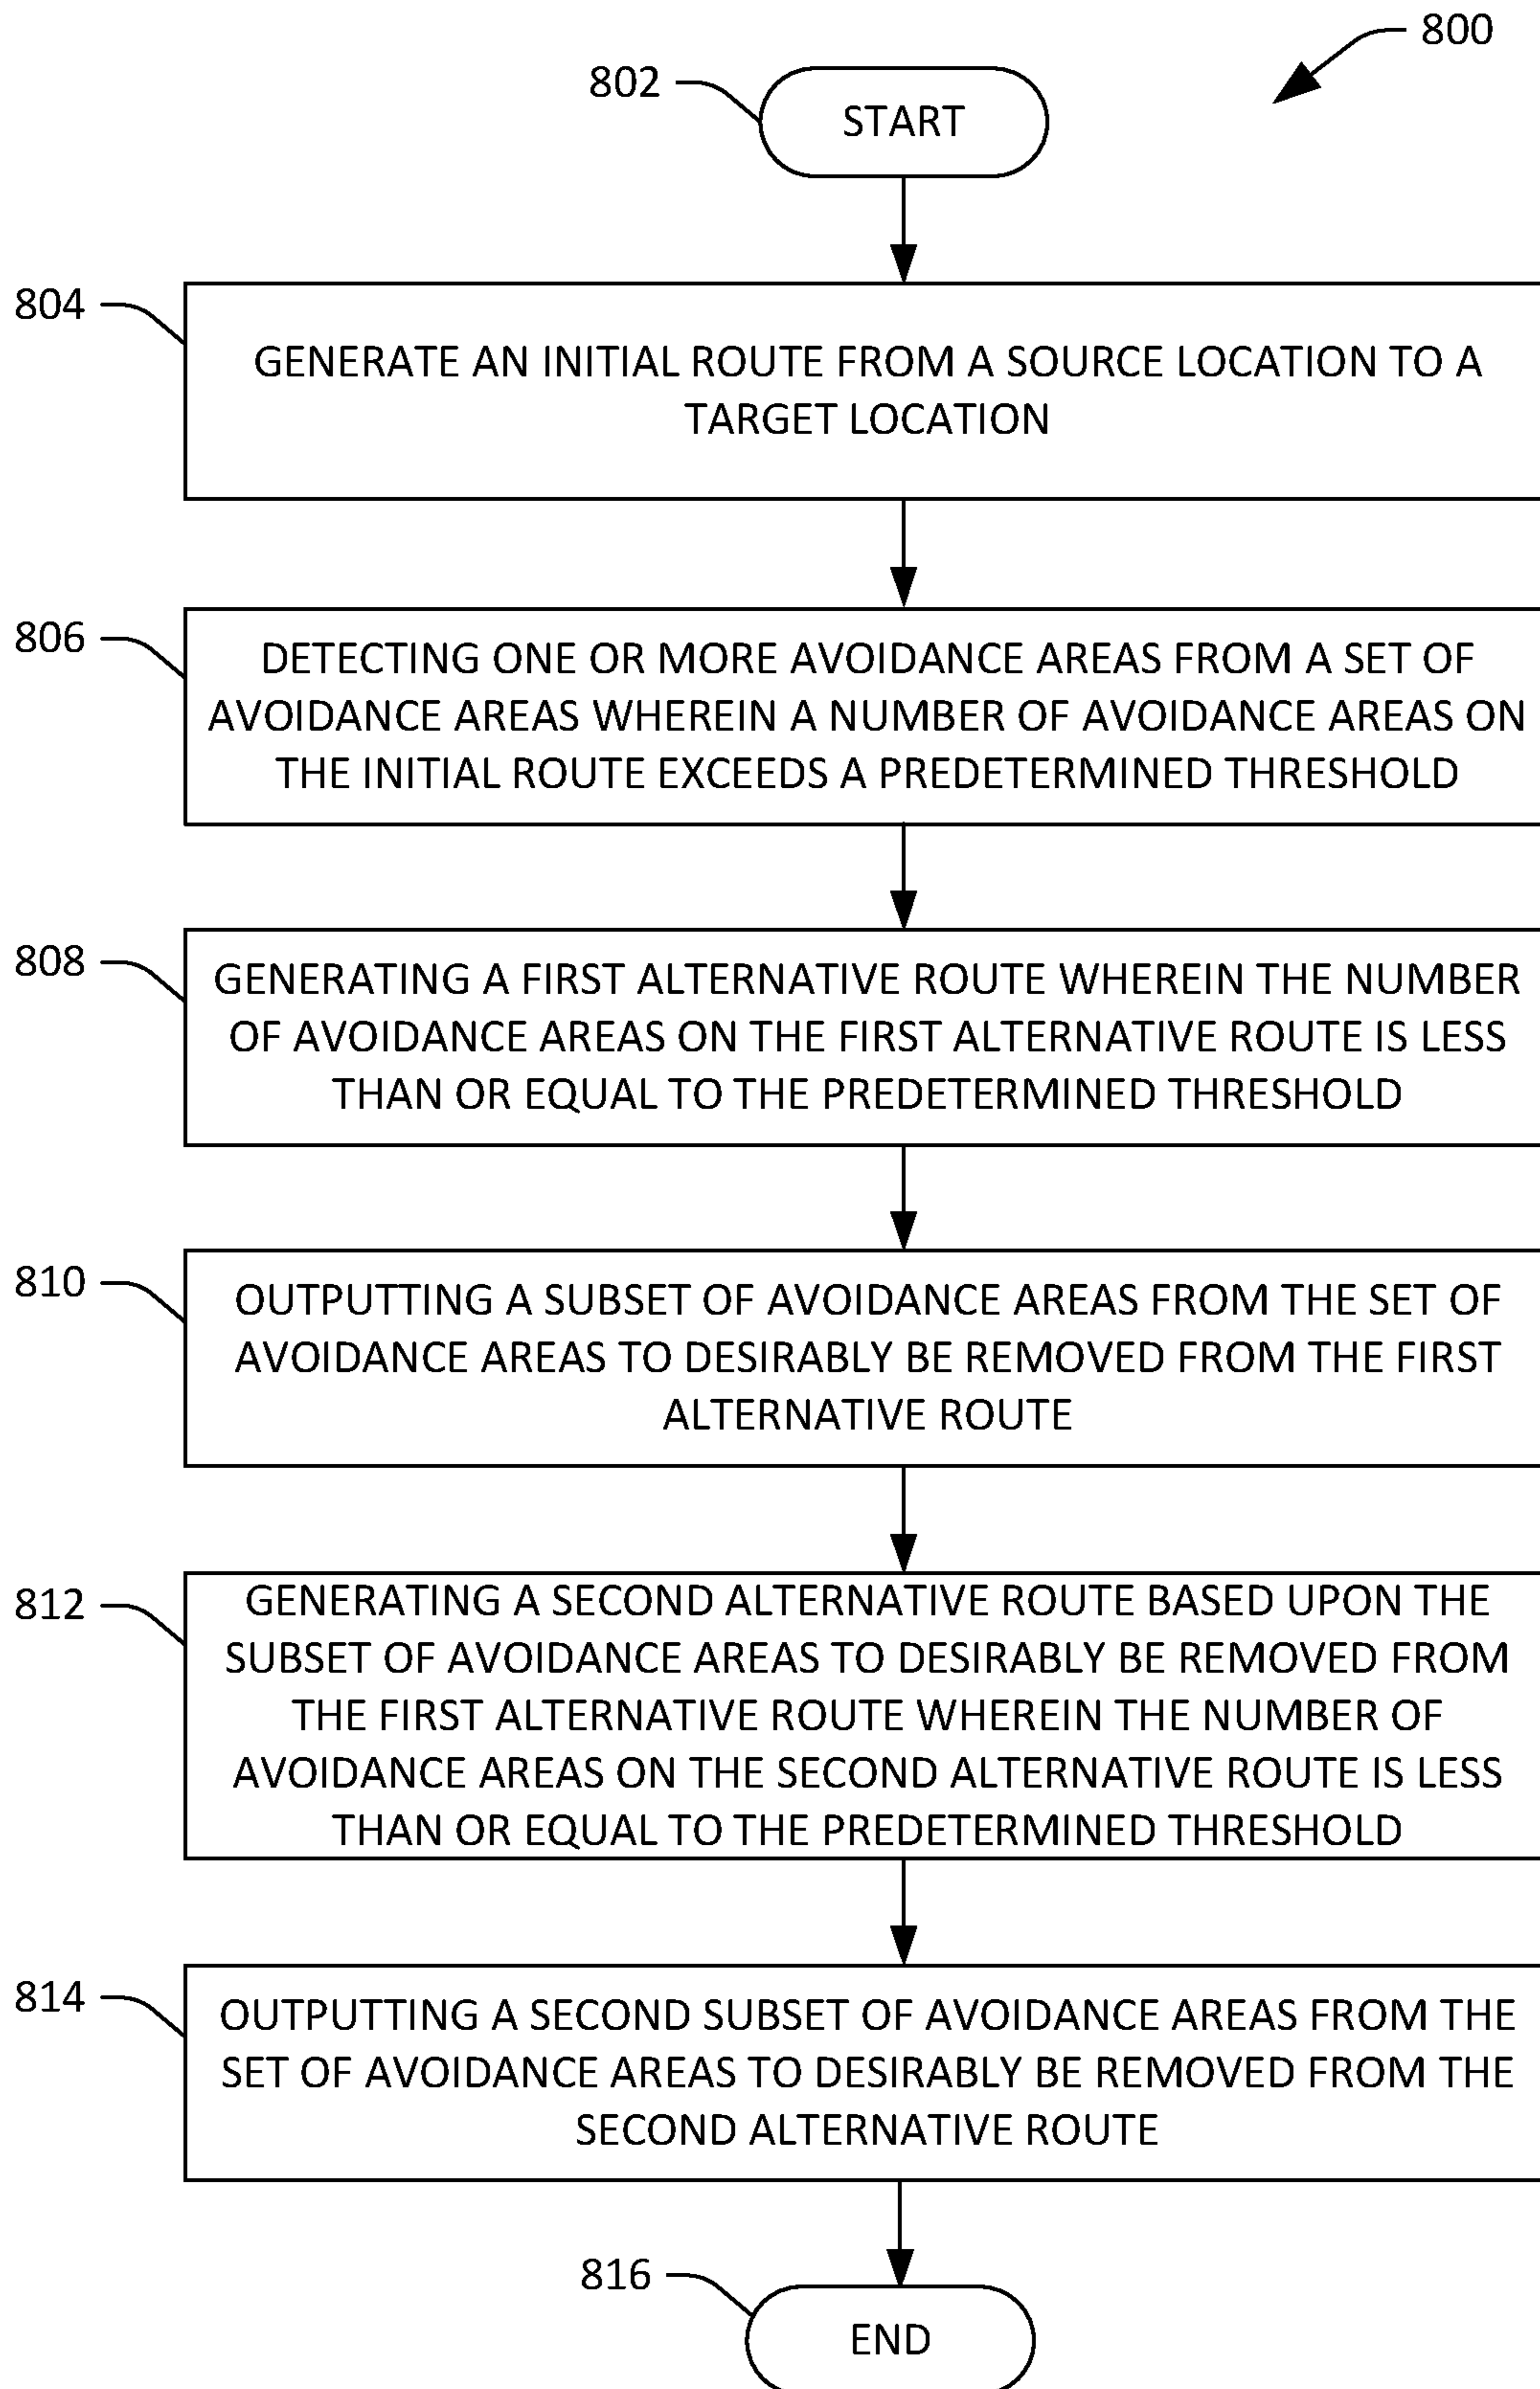 800
802
START
804
GENERATE AN INITIAL ROUTE FROM A SOURCE LOCATION TO A
TARGET LOCATION
806
DETECTING ONE OR MORE AVOIDANCE AREAS FROM A SET OF
AVOIDANCE AREAS WHEREIN A NUMBER OF AVOIDANCE AREAS ON
THE INITIAL ROUTE EXCEEDS A PREDETERMINED THRESHOLD
808
GENERATING A FIRST ALTERNATIVE ROUTE WHEREIN THE NUMBER
OF AVOIDANCE AREAS ON THE FIRST ALTERNATIVE ROUTE IS LESS
THAN OR EQUAL TO THE PREDETERMINED THRESHOLD
810
OUTPUTTING A SUBSET OF AVOIDANCE AREAS FROM THE SET OF
AVOIDANCE AREAS TO DESIRABLY BE REMOVED FROM THE FIRST
ALTERNATIVE ROUTE
812
GENERATING A SECOND ALTERNATIVE ROUTE BASED UPON THE
SUBSET OF AVOIDANCE AREAS TO DESIRABLY BE REMOVED FROM
THE FIRST ALTERNATIVE ROUTE WHEREIN THE NUMBER OF
AVOIDANCE AREAS ON THE SECOND ALTERNATIVE ROUTE IS LESS
THAN OR EQUAL TO THE PREDETERMINED THRESHOLD
814
OUTPUTTING A SECOND SUBSET OF AVOIDANCE AREAS FROM THE
SET OF AVOIDANCE AREAS TO DESIRABLY BE REMOVED FROM THE
SECOND ALTERNATIVE ROUTE
816
END